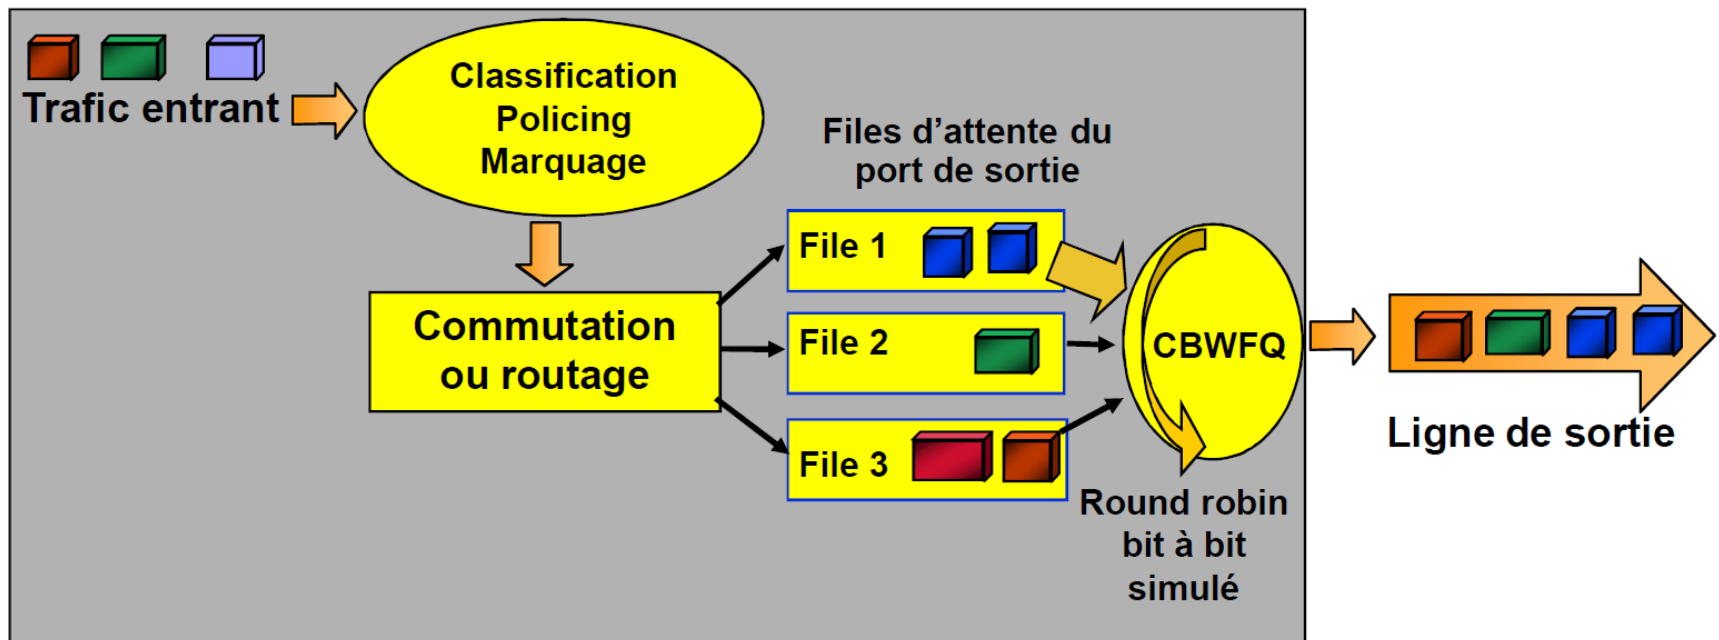 Trafic entrant
Classification
Policing
Marquage
Commutation
ou routage
Files d’attente du
port de sortie
File 1
File 2
File 3
CBWFQ
Round robin
bit à bit
simulé
Ligne de sortie